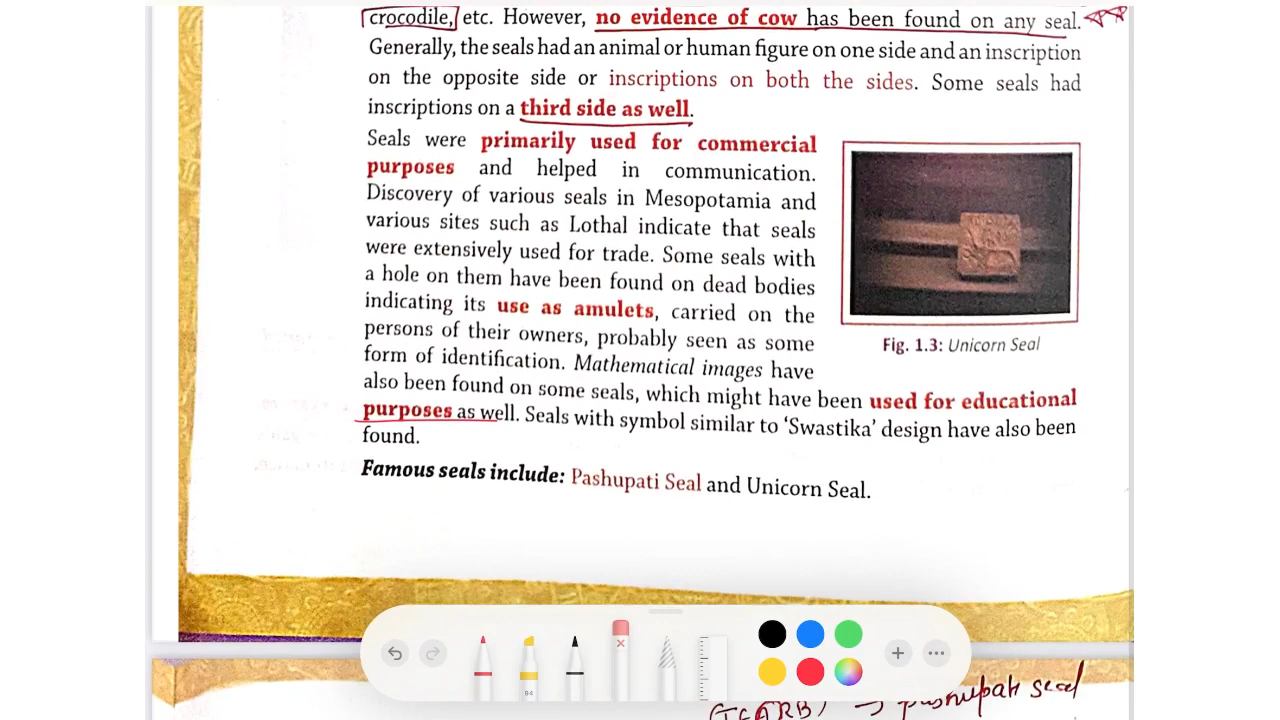 crocodile, etc. However, no evidence of cow has been found on any seal.
Generally, the seals had an animal or human figure on one side and an inscription
on the opposite side or inscriptions on both the sides. Some seals had
inscriptions on a third side as well.
Seals were primarily used for commercial
purposes and helped in communication.
Discovery of various seals in Mesopotamia and
various sites such as Lothal indicate that seals
were extensively used for trade. Some seals with
a hole on them have been found on dead bodies
indicating its use as amulets, carried on the
persons of their owners, probably seen as some
form of identification. Mathematical images have
also been found on some seals, which might have been used for educational
purposes as well. Seals with symbol similar to ‘Swastika’ design have also been
found.
Fig. 1.3: Unicorn Seal
Famous seals include: Pashupati Seal and Unicorn Seal.
94
pashupati seal